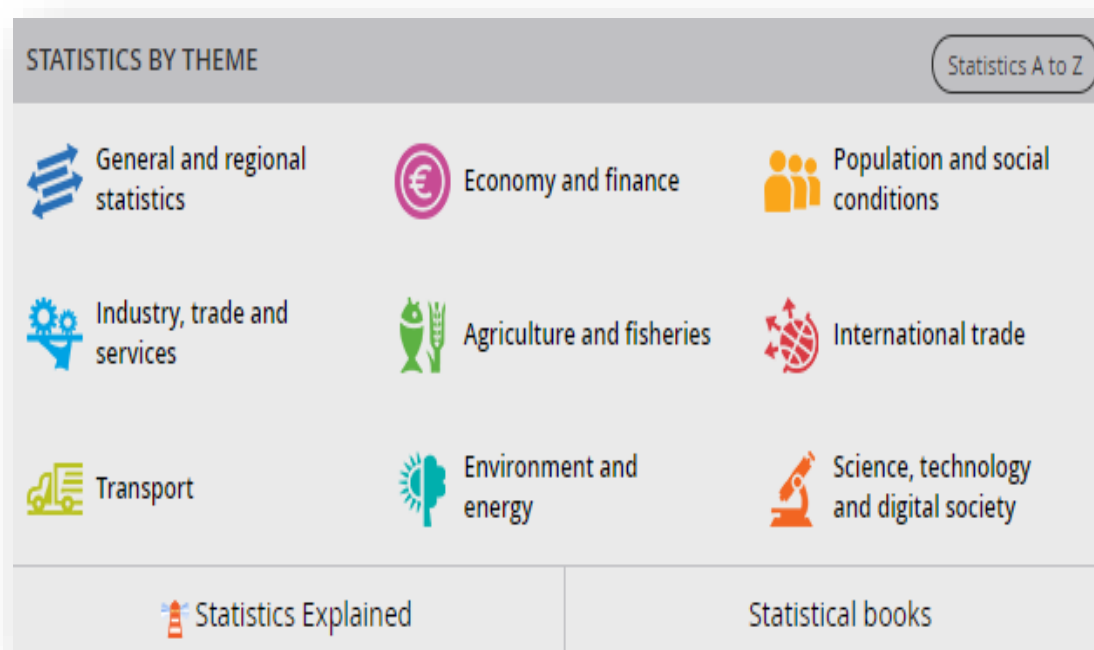 STATISTICS BY THEME
Statistics A to Z
General and regional
statistics
Economy and finance
Population and social
conditions
Industry, trade and
services
Agriculture and fisheries
International trade
Transport
Environment and
energy
Science, technology
and digital society
Statistics Explained
Statistical books